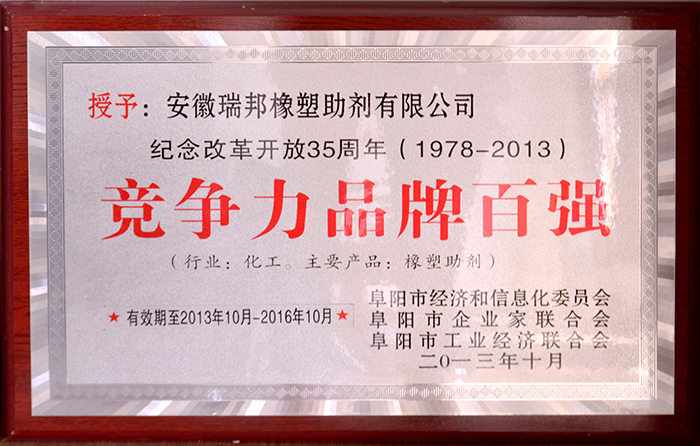 授予：安徽瑞邦橡塑助剂有限公司
纪念改革开放35周年（1978-2013）
竞争力品牌百强
（行业：化工。主要产品：橡塑助剂）
★有效期至2013年10月-2016年10月★
阜阳市经济和信息化委员会
阜阳市企业家联合会
阜阳市工业经济联合会
二〇一三年十月